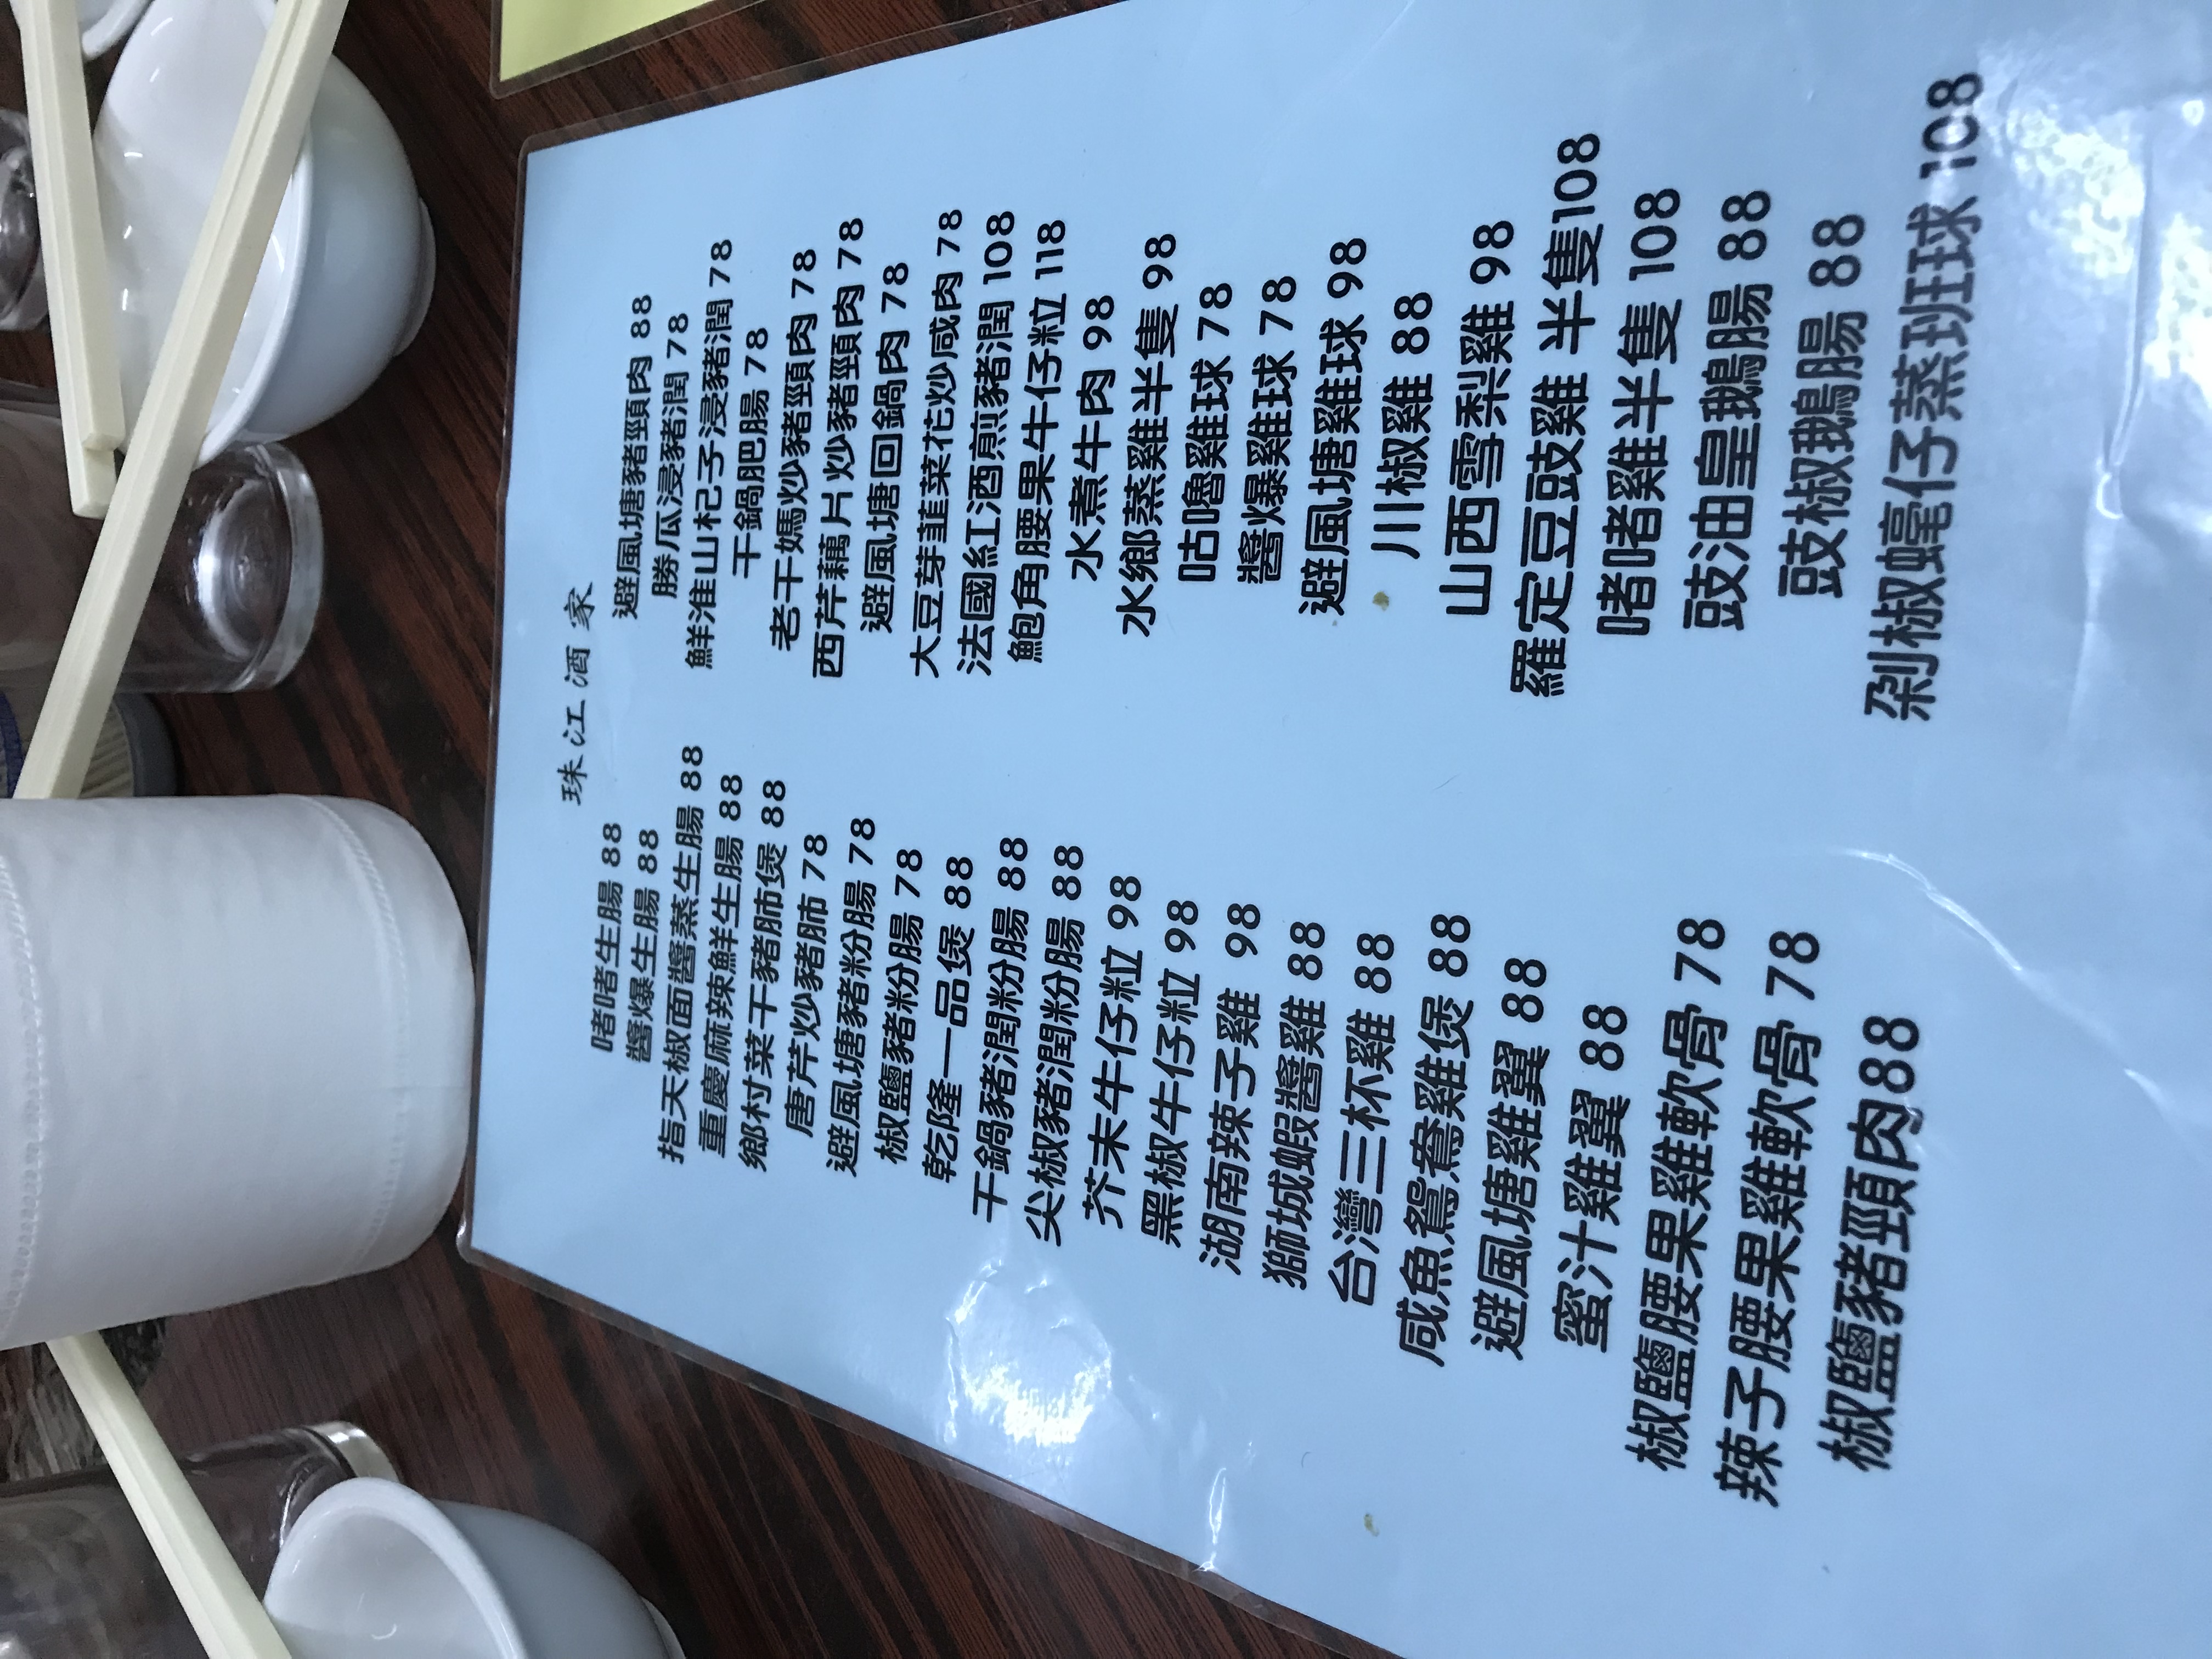 珠江酒家
啫啫生腸 88
醬爆生腸 88
指天椒面醬蒸生腸 88
重慶麻辣鮮生腸 88
鄉村菜干豬肺煲 88
唐芹炒豬肺 78
避風塘豬粉腸 78
椒鹽豬粉腸 78
乾隆一品煲 88
干鍋豬潤粉腸 88
尖椒豬潤粉腸 88
芥末牛仔粒 98
黑椒牛仔粒 98
湖南辣子雞 98
獅城蝦醬雞 88
台灣三杯雞 88
咸魚鴛鴦雞煲 88
避風塘雞翼 88
蜜汁雞翼 88
椒鹽腰果雞軟骨 78
辣子腰果雞軟骨 78
椒鹽豬頸肉88
避風塘豬頸肉 88
勝瓜浸豬潤 78
鮮淮山杞子浸豬潤 78
干鍋肥腸 78
老干媽炒豬頸肉 78
西芹藕片炒豬頸肉 78
避風塘回鍋肉 78
大豆芽韮菜花炒咸肉 78
法國紅酒煎豬潤 108
鮑角腰果牛仔粒 118
水煮牛肉 98
水鄉蒸雞半隻 98
咕嚕雞球 78
醬爆雞球 78
避風塘雞球 98
川椒雞 88
山西雪梨雞 98
羅定豆豉雞 半隻108
啫啫雞半隻 108
豉油皇鵝腸 88
豉椒鵝腸 88
剁椒蠔仔蒸班球 108